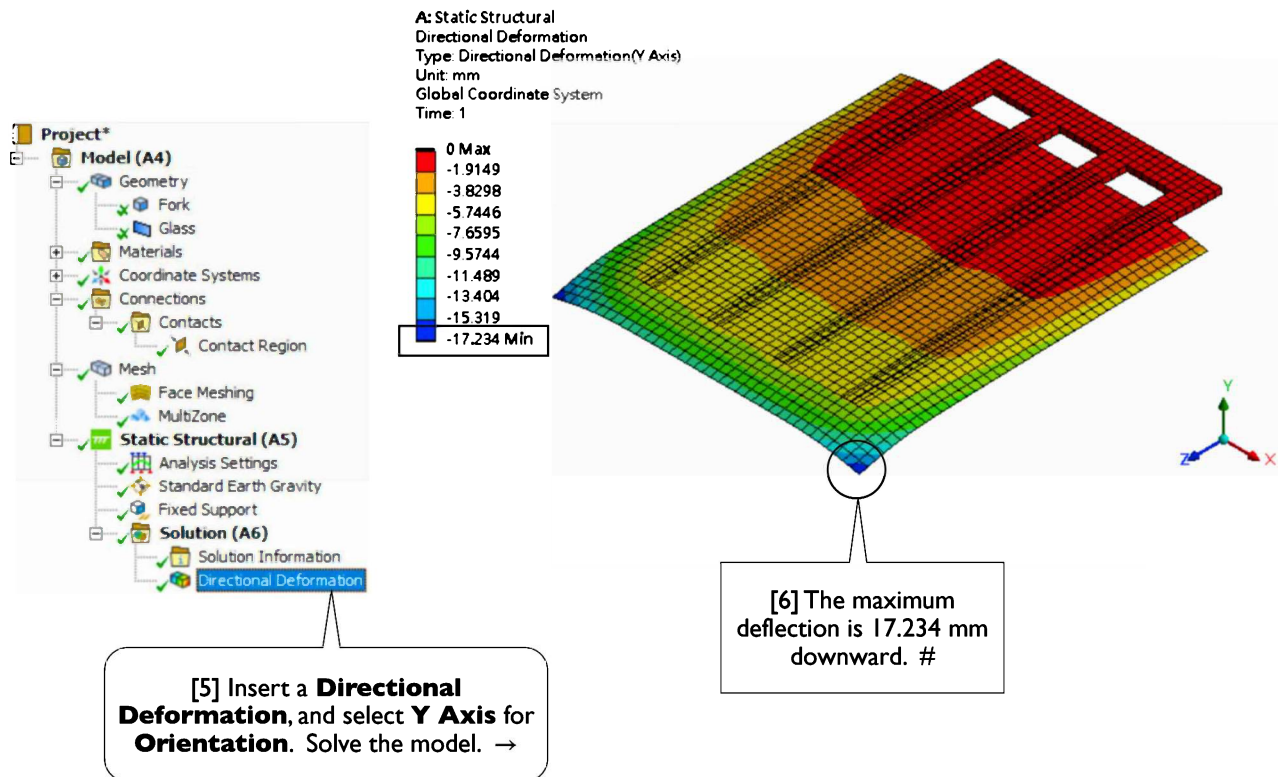 A: Static Structural
Directional Deformation
Type: Directional Deformation(Y Axis)
Unit: mm
Global Coordinate System
Time: 1
0 Max
-1.9149
-3.8298
-5.7446
-7.6595
-9.5744
-11.489
-13.404
-15.319
-17.234 Min
Project*
Model (A4)
Geometry
Fork
Glass
Materials
Coordinate Systems
Connections
Contacts
Contact Region
Mesh
Face Meshing
MultiZone
Static Structural (A5)
Analysis Settings
Standard Earth Gravity
Fixed Support
Solution (A6)
Solution Information
Directional Deformation
Y
Z
X
[6] The maximum
deflection is 17.234 mm
downward. #
[5] Insert a Directional
Deformation, and select Y Axis for
Orientation. Solve the model. →